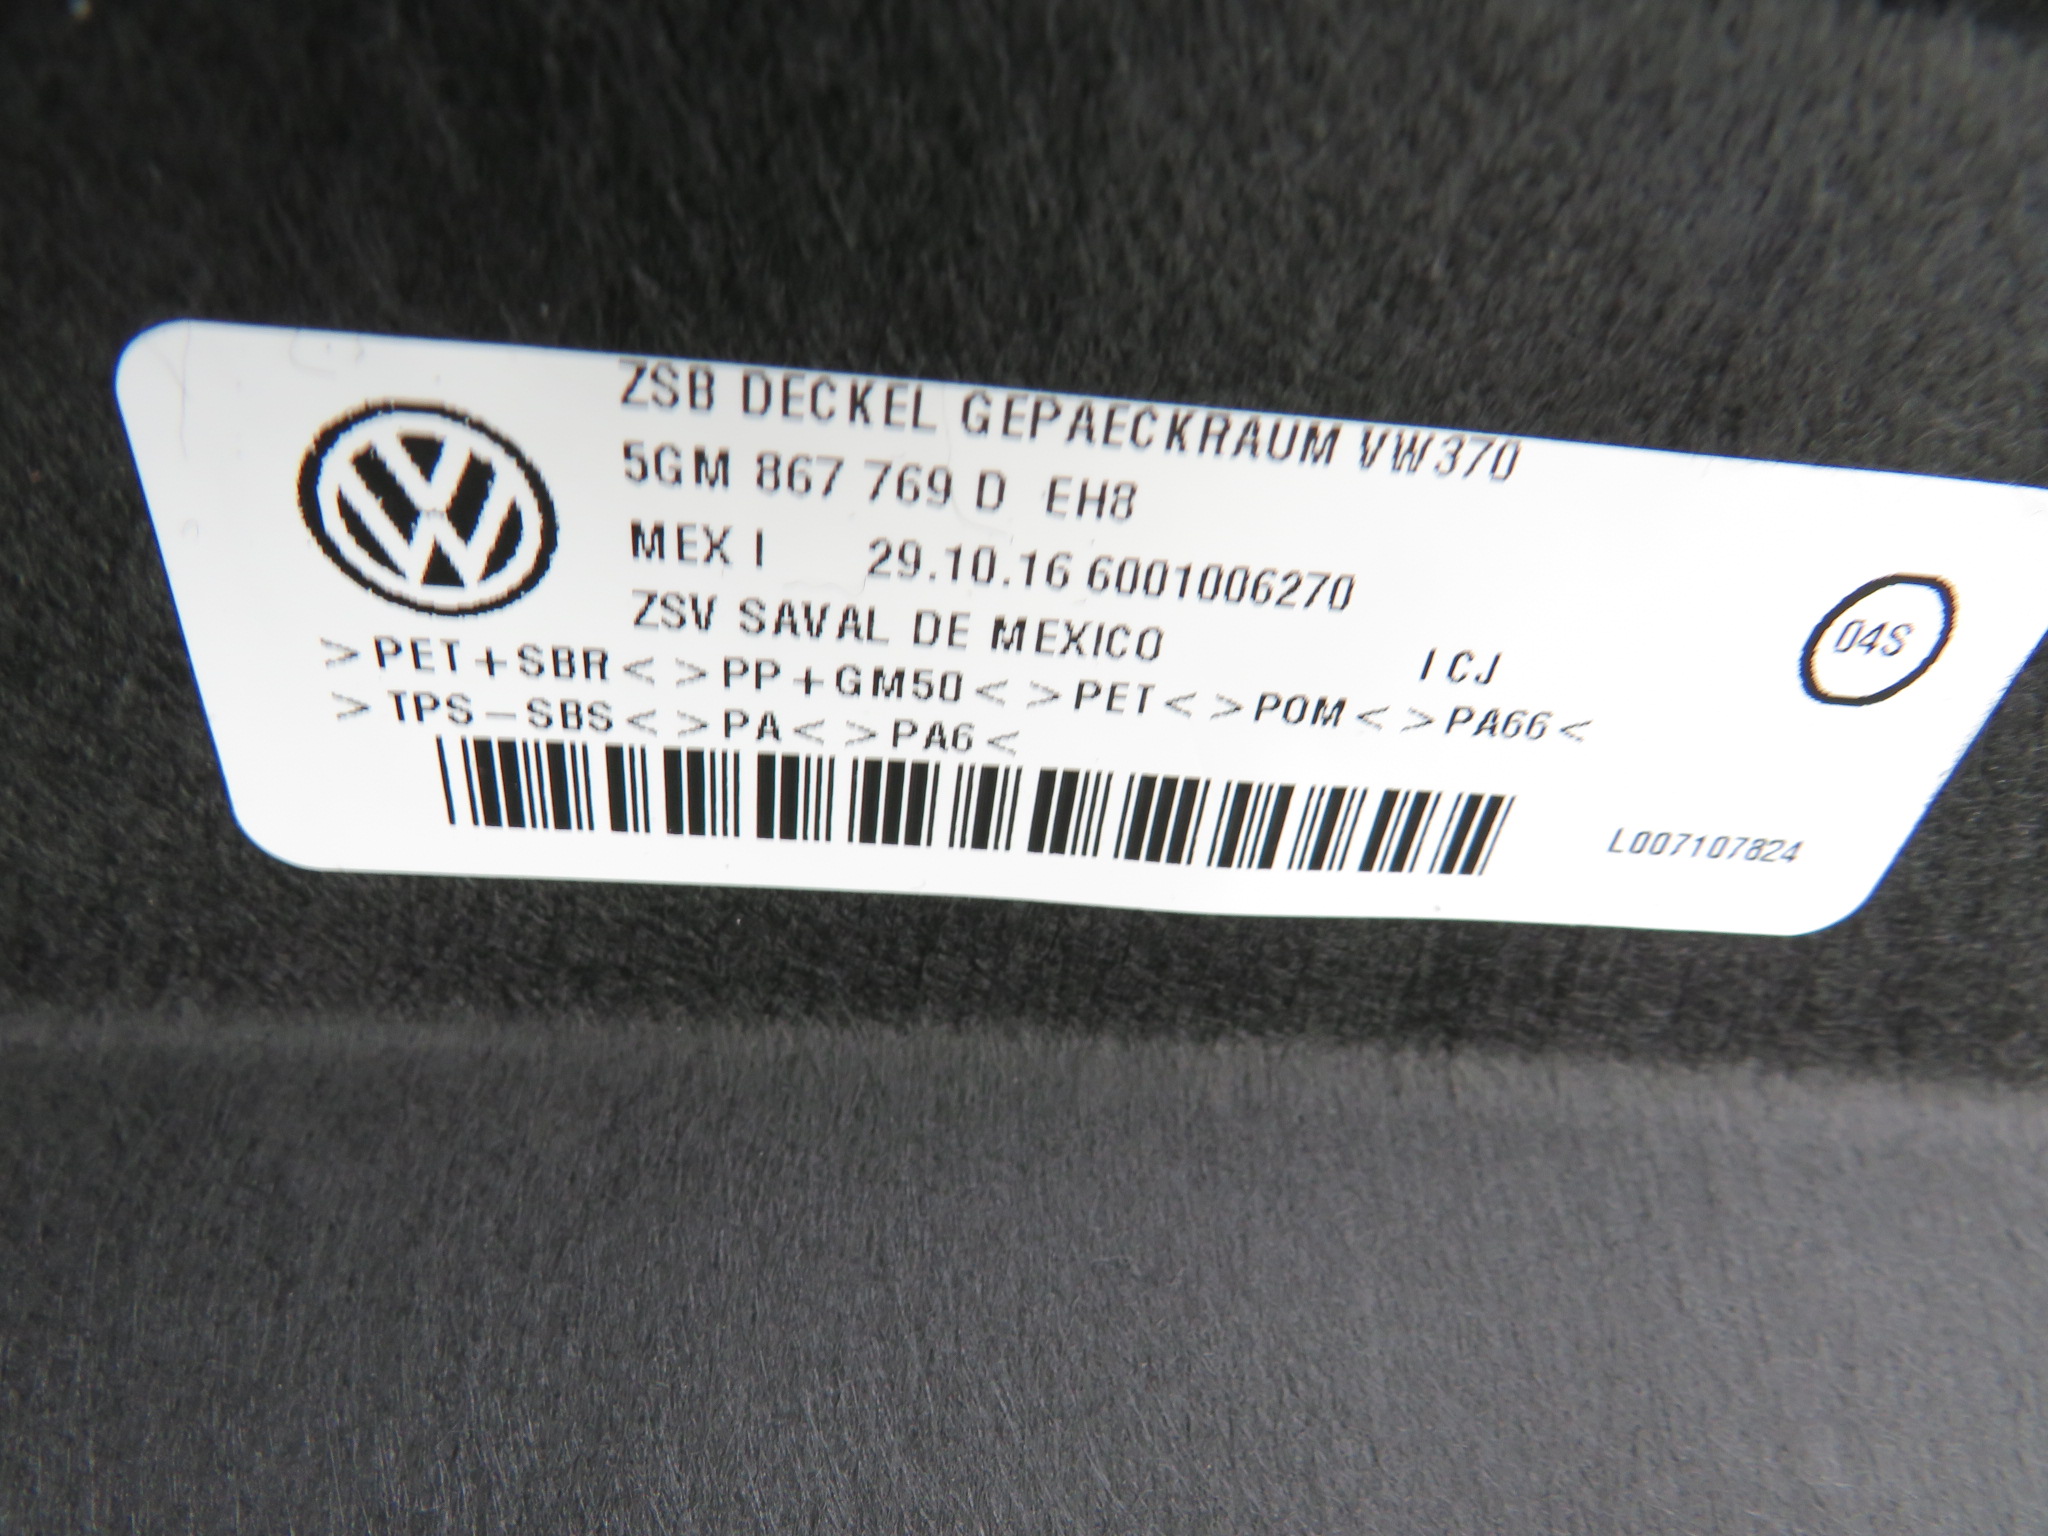 ZSB DECKEL GEPAECKRAUM VW370
5GM 867 769 D EH8
MEX I 29.10.16 6001006270
ZSV SAVAL DE MEXICO
ICJ
04S
>PET+SBR< >PP+GM50< >PET< >POM< >PA66<
>TPS-SBS< >PA< >PA6<
L007107824